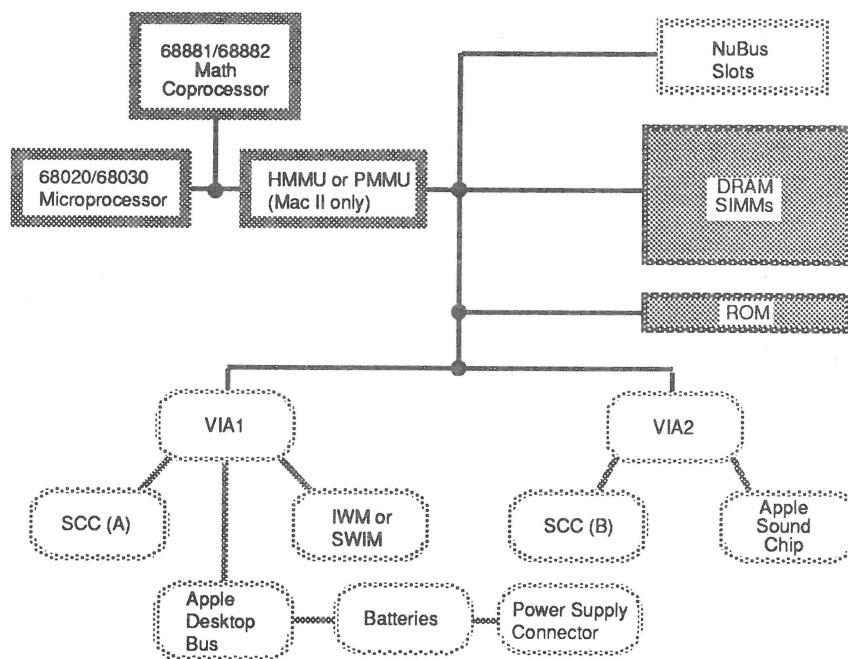 68881/68882
Math
Coprocessor
NuBus
Slots
68020/68030
Microprocessor
HMMU or PMMU
(Mac II only)
DRAM
SIMMs
ROM
VIA1
VIA2
SCC (A)
IWM or
SWIM
SCC (B)
Apple
Sound
Chip
Apple
Desktop
Bus
Batteries
Power Supply
Connector